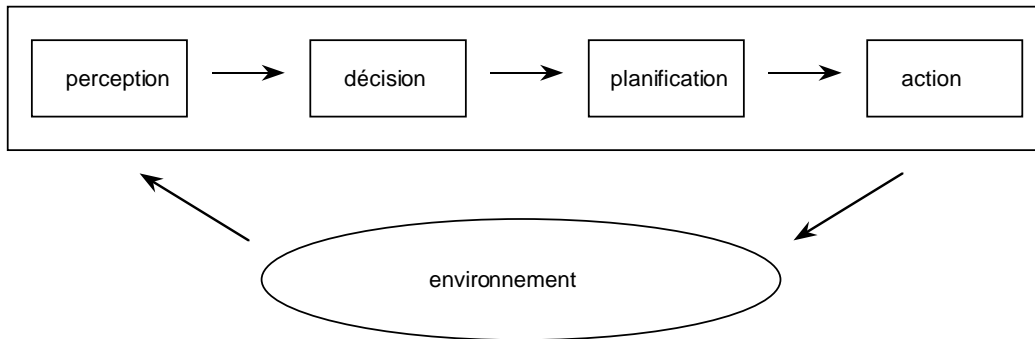 perception
décision
planification
action
environnement